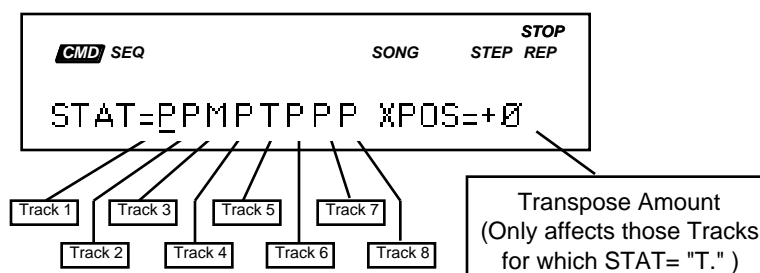 STOP
CMD SEQ SONG STEP REP
STAT=PPMPTPPP XPOS=+0
Track 1 Track 3 Track 5 Track 7
Track 2 Track 4 Track 6 Track 8
Transpose Amount
(Only affects those Tracks
for which STAT= "T." )